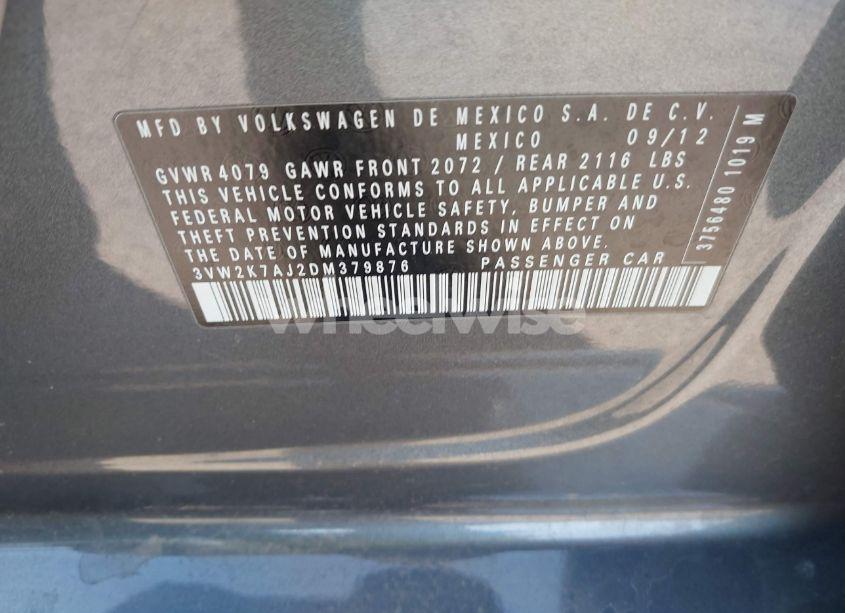 MFD BY VOLKSWAGEN DE MEXICO S.A. DE C.V.
MEXICO 09/12
GVWR 4079 GAWR FRONT 2072 / REAR 2116 LBS
THIS VEHICLE CONFORMS TO ALL APPLICABLE U.S.
FEDERAL MOTOR VEHICLE SAFETY, BUMPER AND
THEFT PREVENTION STANDARDS IN EFFECT ON
THE DATE OF MANUFACTURE SHOWN ABOVE.
3VW2K7AJ2DM379876 PASSENGER CAR
3756480 1019 M
wheelwise